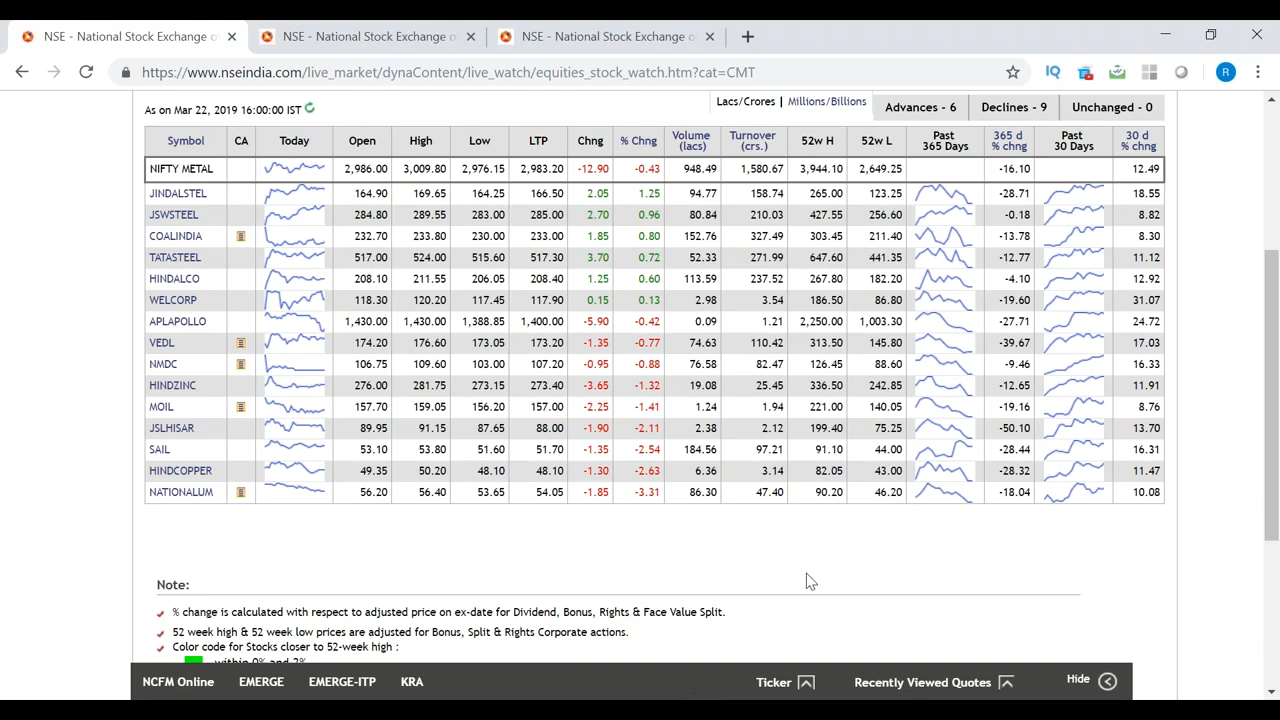 NSE - National Stock Exchange o
NSE - National Stock Exchange o
NSE - National Stock Exchange of
https://www.nseindia.com/live_market/dynaContent/live_watch/equities_stock_watch.htm?cat=CMT
IQ
R
As on Mar 22, 2019 16:00:00 IST
Lacs/Crores | Millions/Billions
Advances - 6
Declines - 9
Unchanged - 0
Symbol CA Today Open High Low LTP Chng % Chng Volume (lacs) Turnover (crs.) 52w H 52w L Past 365 Days 365 d % chng Past 30 Days 30 d % chng
NIFTY METAL 2,986.00 3,009.80 2,976.15 2,983.20 -12.90 -0.43 948.49 1,580.67 3,944.10 2,649.25 -16.10 12.49
JINDALSTEL 164.90 169.65 164.25 166.50 2.05 1.25 94.77 158.74 265.00 123.25 -28.71 18.55
JSWSTEEL 284.80 289.55 283.00 285.00 2.70 0.96 80.84 210.03 427.55 256.60 -0.18 8.82
COALINDIA 232.70 233.80 230.00 233.00 1.85 0.80 152.76 327.49 303.45 211.40 -13.78 8.30
TATASTEEL 517.00 524.00 515.60 517.30 3.70 0.72 52.33 271.99 647.60 441.35 -12.77 11.12
HINDALCO 208.10 211.55 206.05 208.40 1.25 0.60 113.59 237.52 267.80 182.20 -4.10 12.92
WELCORP 118.30 120.20 117.45 117.90 0.15 0.13 2.98 3.54 186.50 86.80 -19.60 31.07
APLAPOLLO 1,430.00 1,430.00 1,388.85 1,400.00 -5.90 -0.42 0.09 1.21 2,250.00 1,003.30 -27.71 24.72
VEDL 174.20 176.60 173.05 173.20 -1.35 -0.77 74.63 110.42 313.50 145.80 -39.67 17.03
NMDC 106.75 109.60 103.00 107.20 -0.95 -0.88 76.58 82.47 126.45 88.60 -9.46 16.33
HINDZINC 276.00 281.75 273.15 273.40 -3.65 -1.32 19.08 25.45 336.50 242.85 -12.65 11.91
MOIL 157.70 159.05 156.20 157.00 -2.25 -1.41 1.24 1.94 221.00 140.05 -19.16 8.76
JSLHISAR 89.95 91.15 87.65 88.00 -1.90 -2.11 2.38 2.12 199.40 75.25 -50.10 13.70
SAIL 53.10 53.80 51.60 51.70 -1.35 -2.54 184.56 97.21 91.10 44.00 -28.44 16.31
HINDCOPPER 49.35 50.20 48.10 48.10 -1.30 -2.63 6.36 3.14 82.05 43.00 -28.32 11.47
NATIONALUM 56.20 56.40 53.65 54.05 -1.85 -3.31 86.30 47.40 90.20 46.20 -18.04 10.08
Note:
% change is calculated with respect to adjusted price on ex-date for Dividend, Bonus, Rights & Face Value Split.
52 week high & 52 week low prices are adjusted for Bonus, Split & Rights Corporate actions.
Color code for Stocks closer to 52-week high :
within 0% and 2%
NCFM Online EMERGE EMERGE-ITP KRA Ticker Recently Viewed Quotes Hide